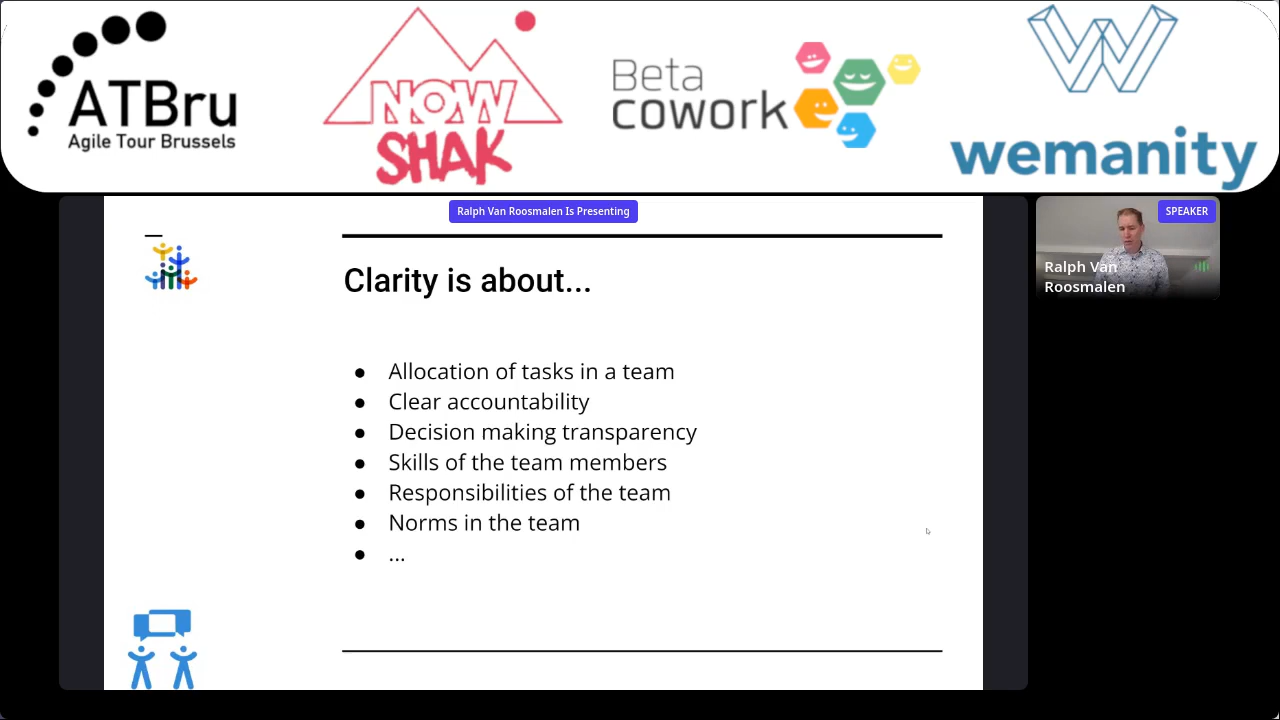 ATBru
Agile Tour Brussels
NOW
SHAK
Beta
cowork
wemanity
Ralph Van Roosmalen Is Presenting
SPEAKER
Ralph Van
Roosmalen
Clarity is about...
● Allocation of tasks in a team
● Clear accountability
● Decision making transparency
● Skills of the team members
● Responsibilities of the team
● Norms in the team
● ...